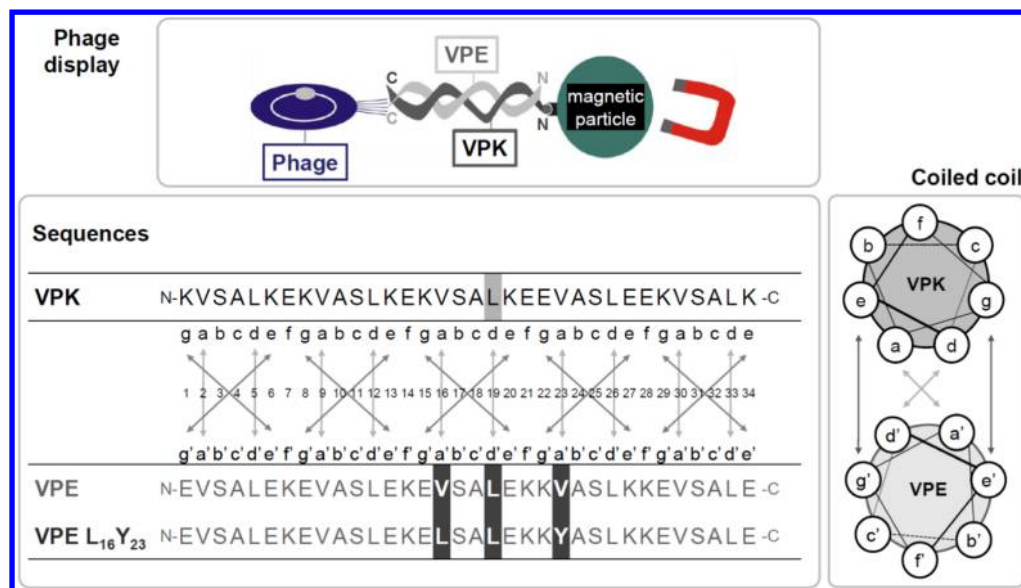 Phage
display
VPE
C
N
C
N
magnetic
particle
Phage
VPK
Coiled coil
Sequences
VPK N-KVSALKEKVASLKEKVSALKEEVASLEEKVSALK-C
g a b c d e f g a b c d e f g a b c d e f g a b c d e f g a b c d e
1 2 3 4 5 6 7 8 9 10 11 12 13 14 15 16 17 18 19 20 21 22 23 24 25 26 27 28 29 30 31 32 33 34
g'a'b'c'd'e'f'g'a'b'c'd'e'f'g'a'b'c'd'e'f'g'a'b'c'd'e'f'g'a'b'c'd'e'
VPE N-EVSALEKEVASLEKEVSALEKKVASLKKEVSALE-C
VPE L16Y23 N-EVSALEKEVASLEKELSALEKKYASLKKEVSALE-C
f
b c
VPK
e g
a d
d' a'
g' VPE e'
c' b'
f'